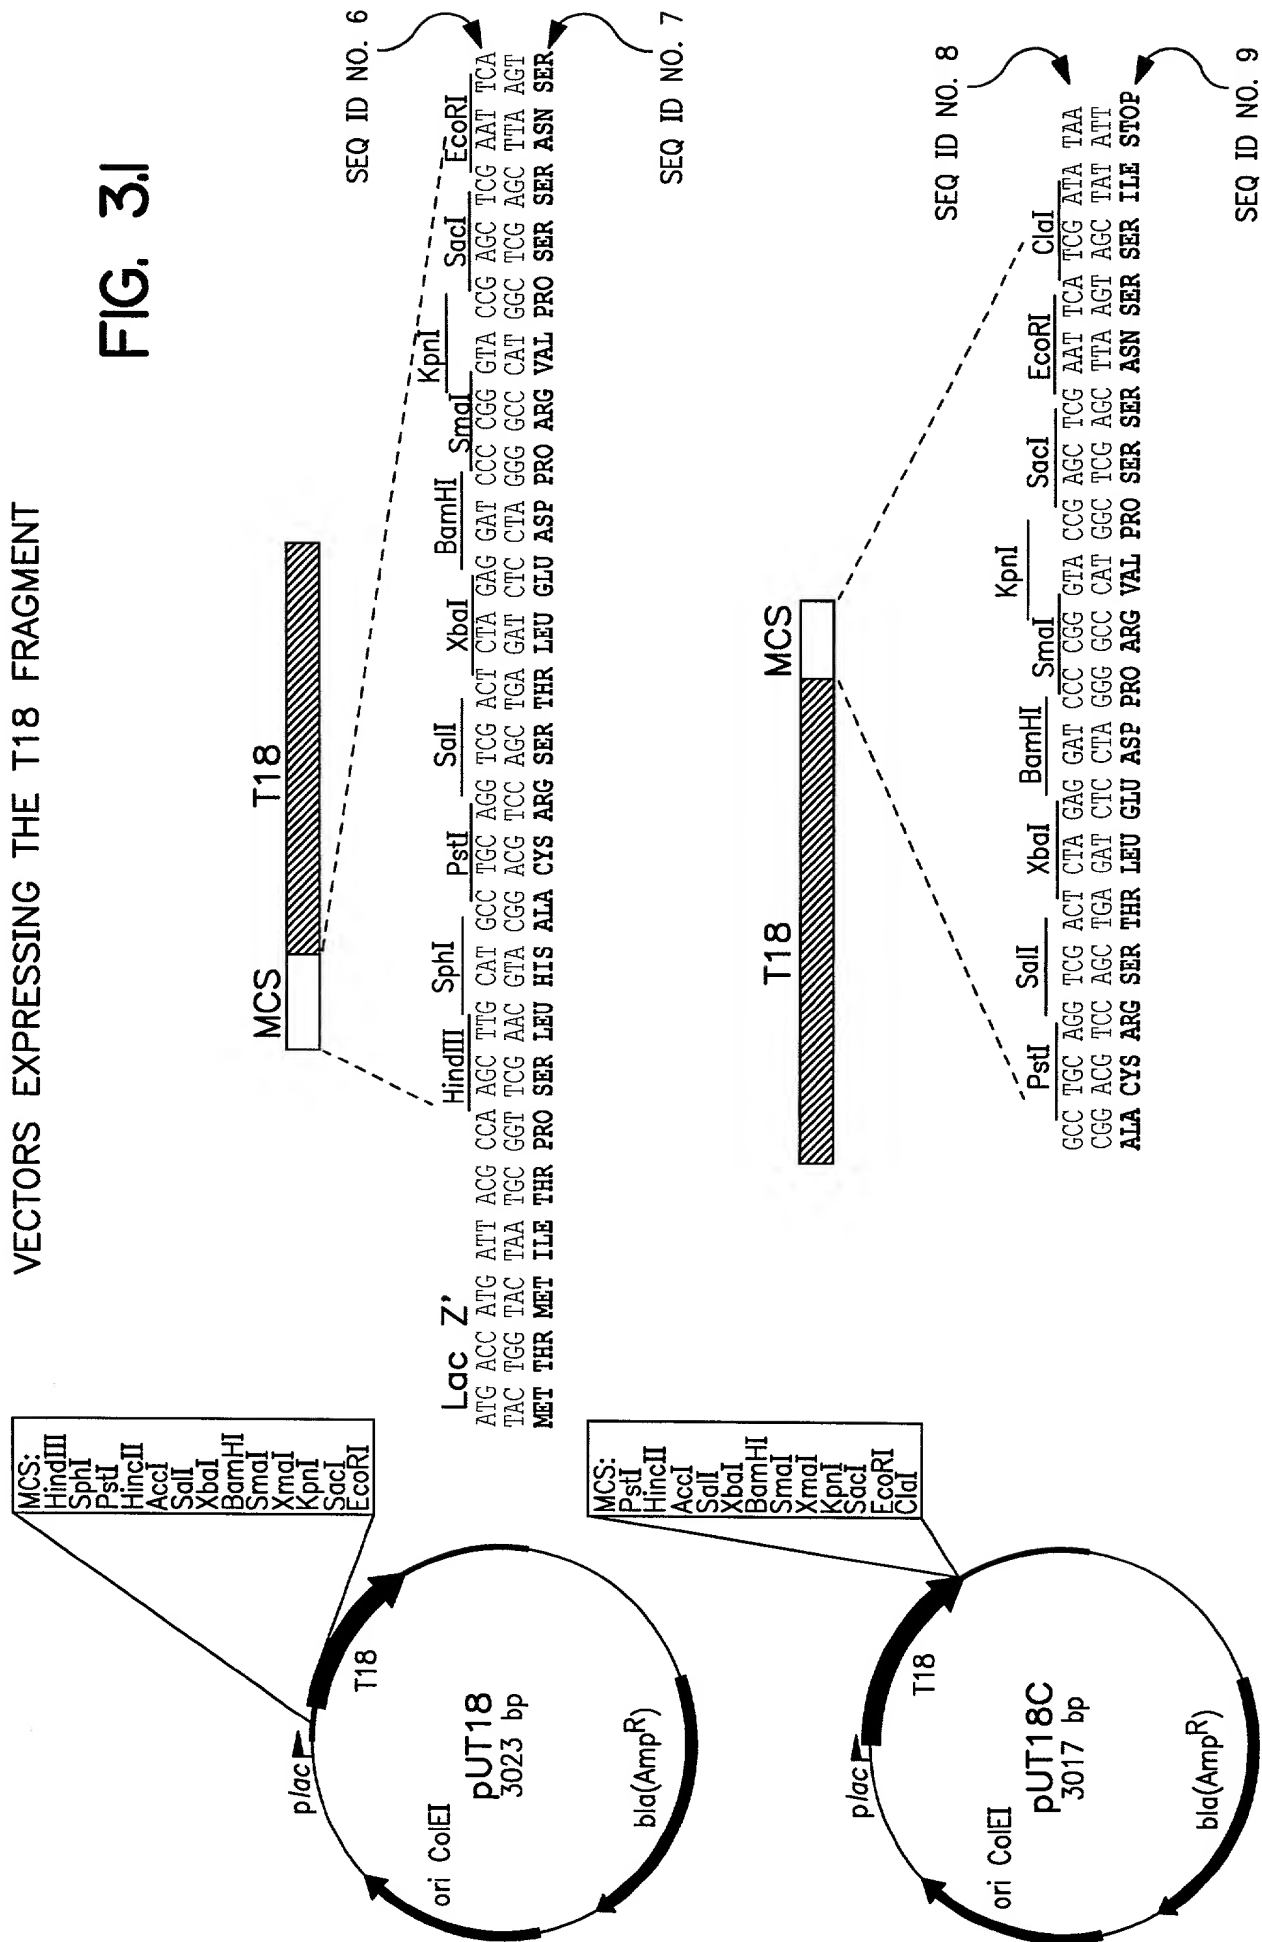 FIG. 3.1
VECTORS EXPRESSING THE T18 FRAGMENT
MCS:
HindIII
SphI
PstI
HincII
AccI
SalI
XbaI
BamHI
SmaI
XmaI
KpnI
SacI
EcoRI
plac
T18
pUT18
3023 bp
ori ColEI
bla(AmpR)
MCS T18
Lac Z' HindIII SphI PstI SalI XbaI BamHI SmaI KpnI SacI EcoRI
ATG ACC ATG ATT ACG CCA AGC TTG CAT GCC TGC AGG TCG ACT CTA GAG GAT CCC CGG GTA CCG AGC TCG AAT TCA
TAC TGG TAC TAA TGC GGT TCG AAC GTA CGG ACG TCC AGC TGA GAT CTC CTA GGG GCC CAT GGC TCG AGC TTA AGT
MET THR MET ILE THR PRO SER LEU HIS ALA CYS ARG SER THR LEU GLU ASP PRO ARG VAL PRO SER SER ASN SER
SEQ ID NO. 6
SEQ ID NO. 7
MCS:
PstI
HincII
AccI
SalI
XbaI
BamHI
SmaI
XmaI
KpnI
SacI
EcoRI
ClaI
plac
T18
pUT18C
3017 bp
ori ColEI
bla(AmpR)
T18 MCS
PstI SalI XbaI BamHI SmaI KpnI SacI EcoRI ClaI
GCC TGC AGG TCG ACT CTA GAG GAT CCC CGG GTA CCG AGC TCG AAT TCA TCG ATA TAA
CGG ACG TCC AGC TGA GAT CTC CTA GGG GCC CAT GGC TCG AGC TTA AGT AGC TAT ATT
ALA CYS ARG SER THR LEU GLU ASP PRO ARG VAL PRO SER SER ASN SER SER ILE STOP
SEQ ID NO. 8
SEQ ID NO. 9